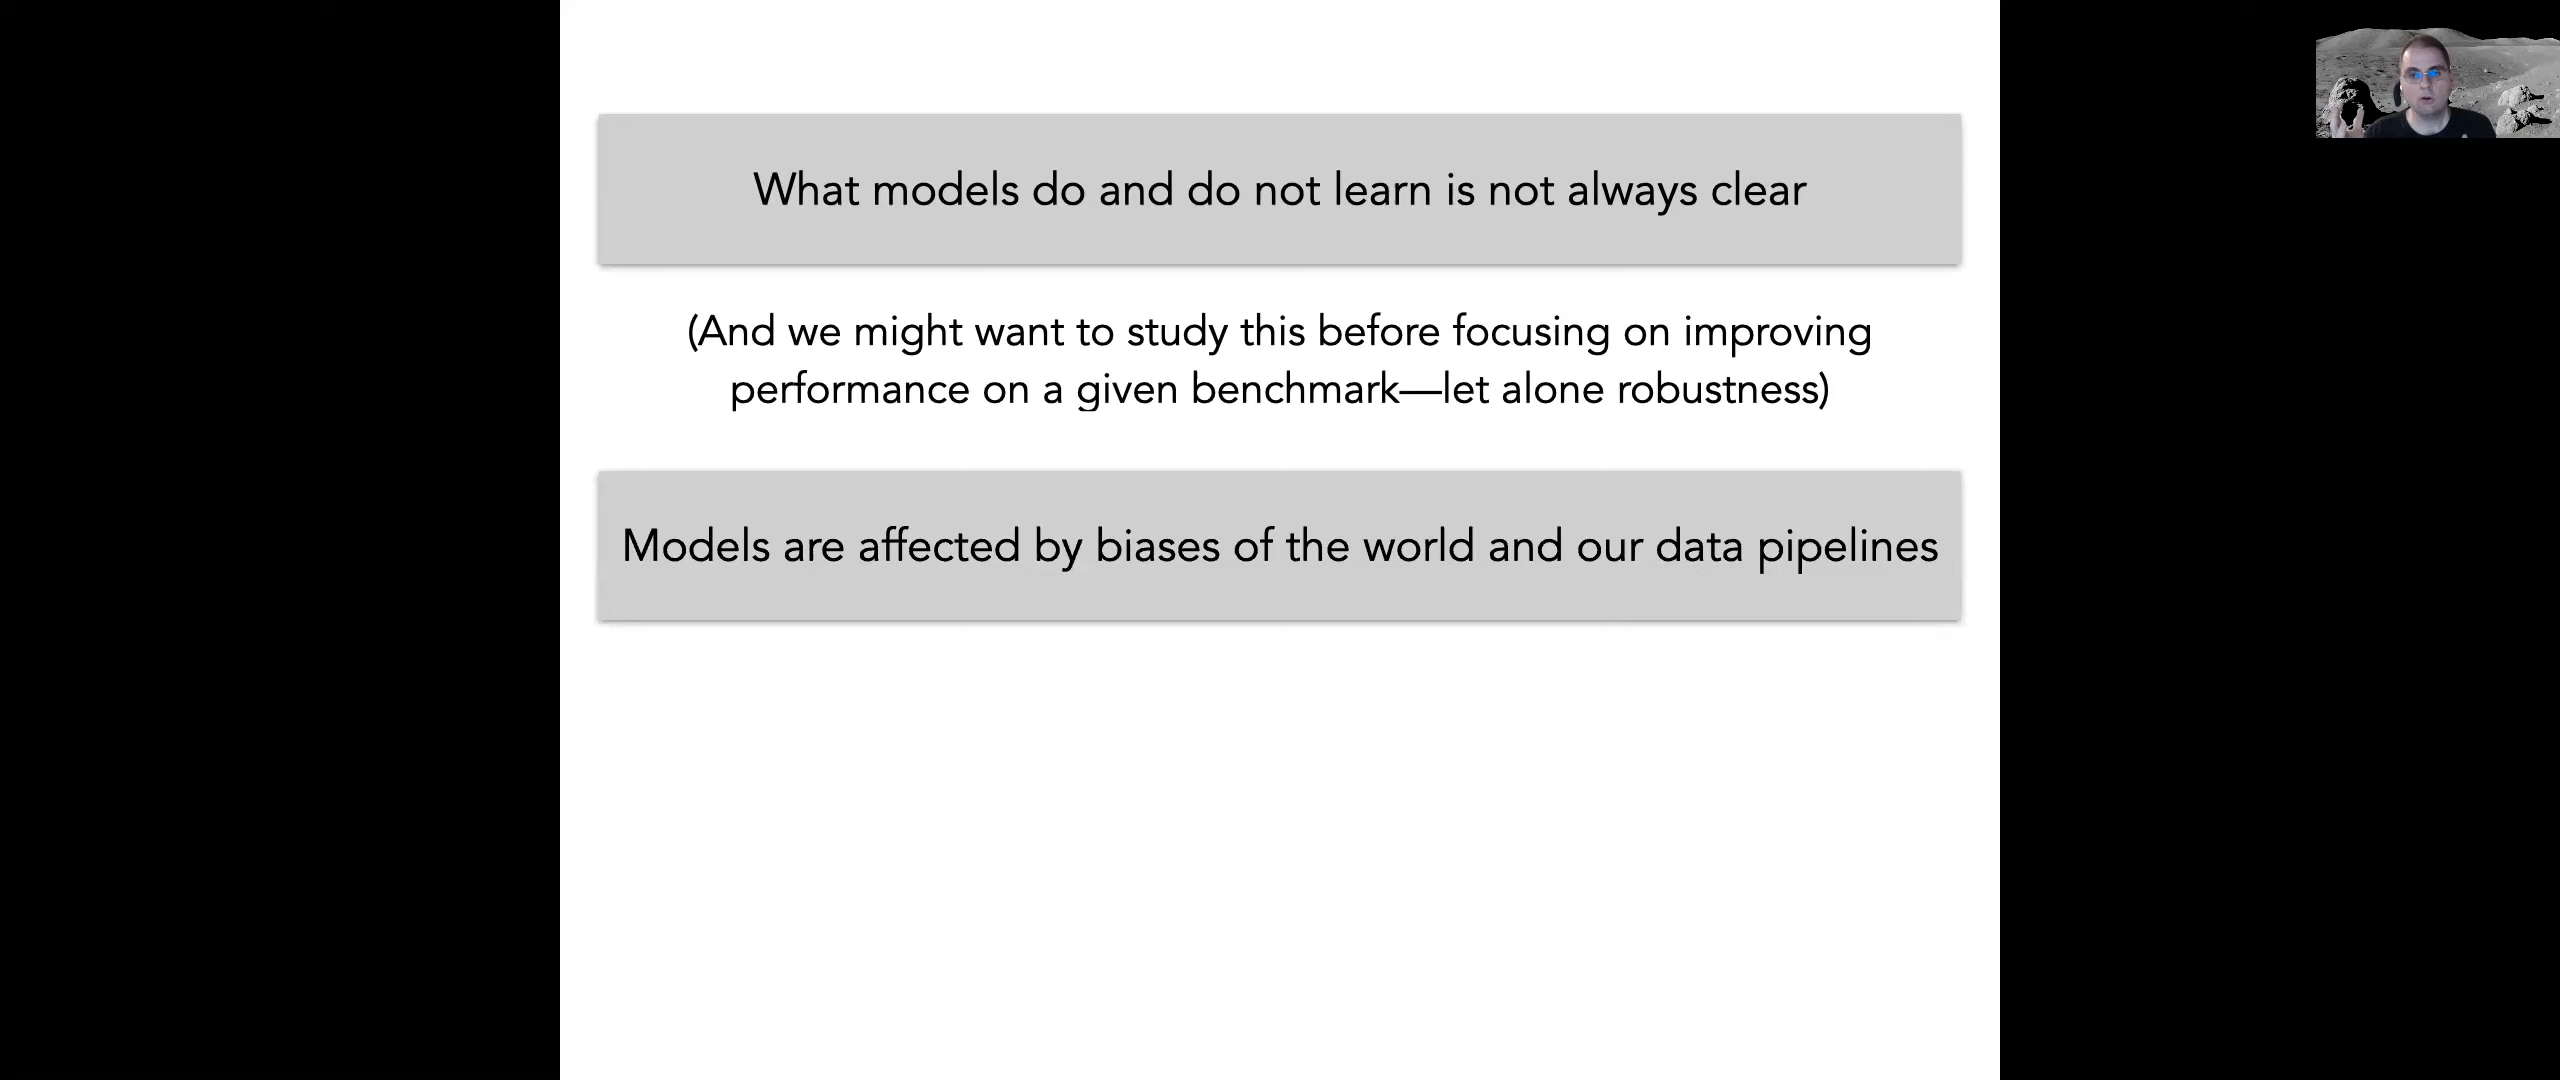 What models do and do not learn is not always clear
(And we might want to study this before focusing on improving
performance on a given benchmark—let alone robustness)
Models are affected by biases of the world and our data pipelines